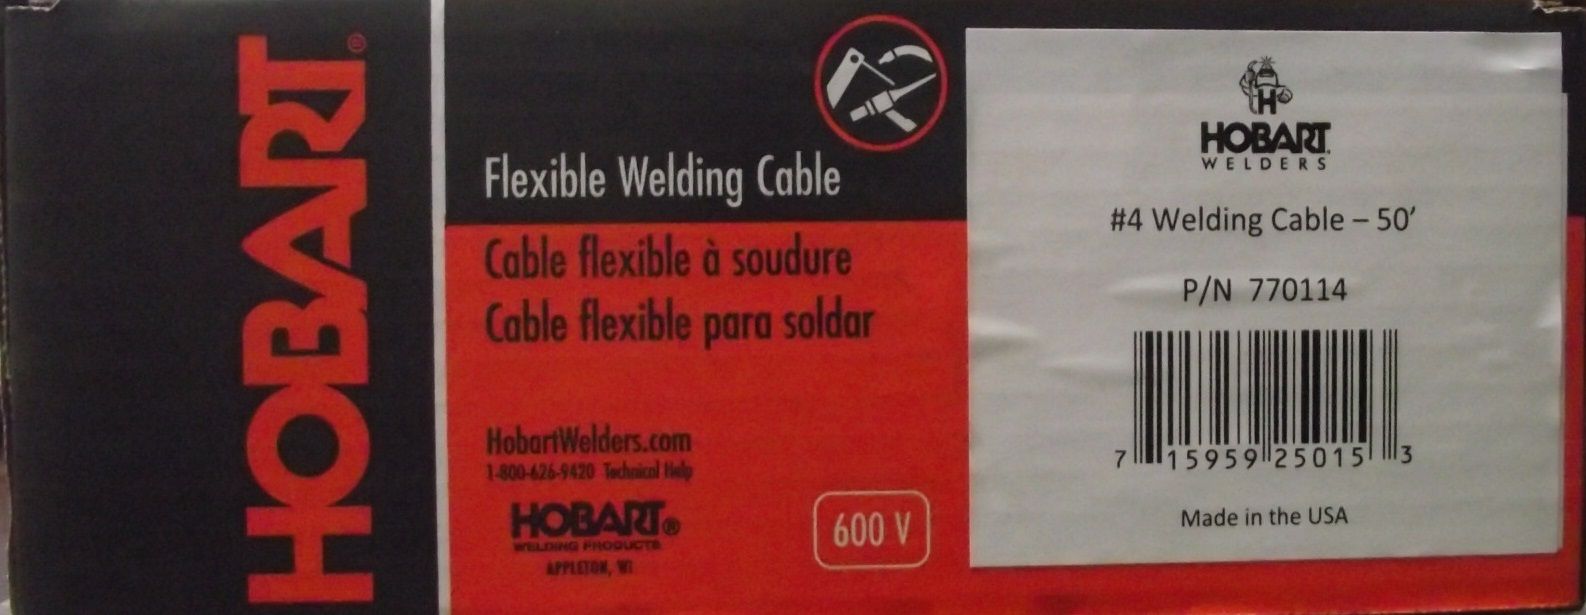 HOBART®
Flexible Welding Cable
Cable flexible à soudure
Cable flexible para soldar
HobartWelders.com
1-800-626-9420 Technical Help
HOBART®
WELDING PRODUCTS
APPLETON, WI
600 V
H
HOBART.
WELDERS
#4 Welding Cable – 50’
P/N 770114
7 15959 25015 3
Made in the USA